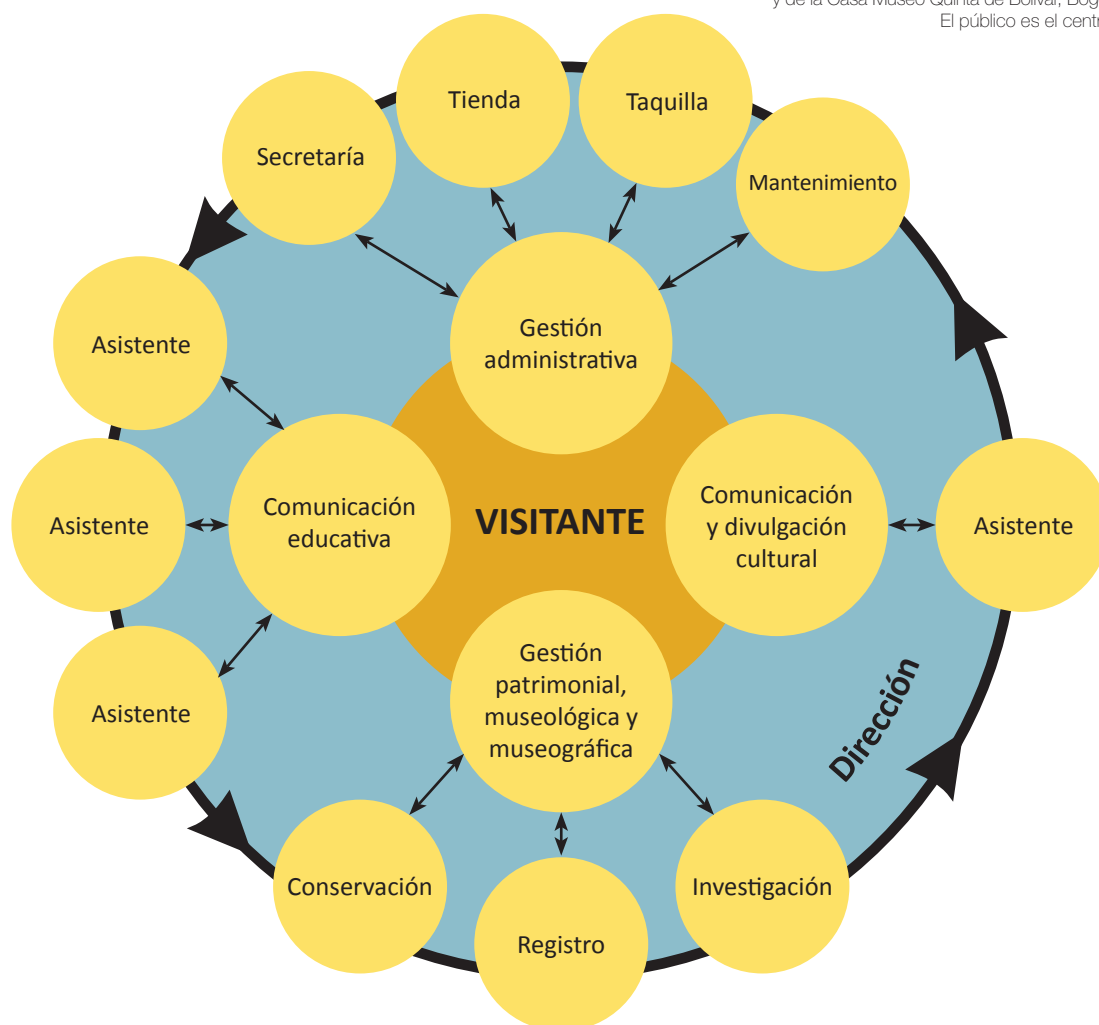 y de la Casa Museo Quinta de Bolívar, Bog
El público es el cent
Tienda
Taquilla
Secretaría
Mantenimiento
Asistente
Gestión
administrativa
Comunicación
educativa
VISITANTE
Comunicación
y divulgación
cultural
Asistente
Asistente
Asistente
Gestión
patrimonial,
museológica y
museográfica
Dirección
Conservación
Investigación
Registro